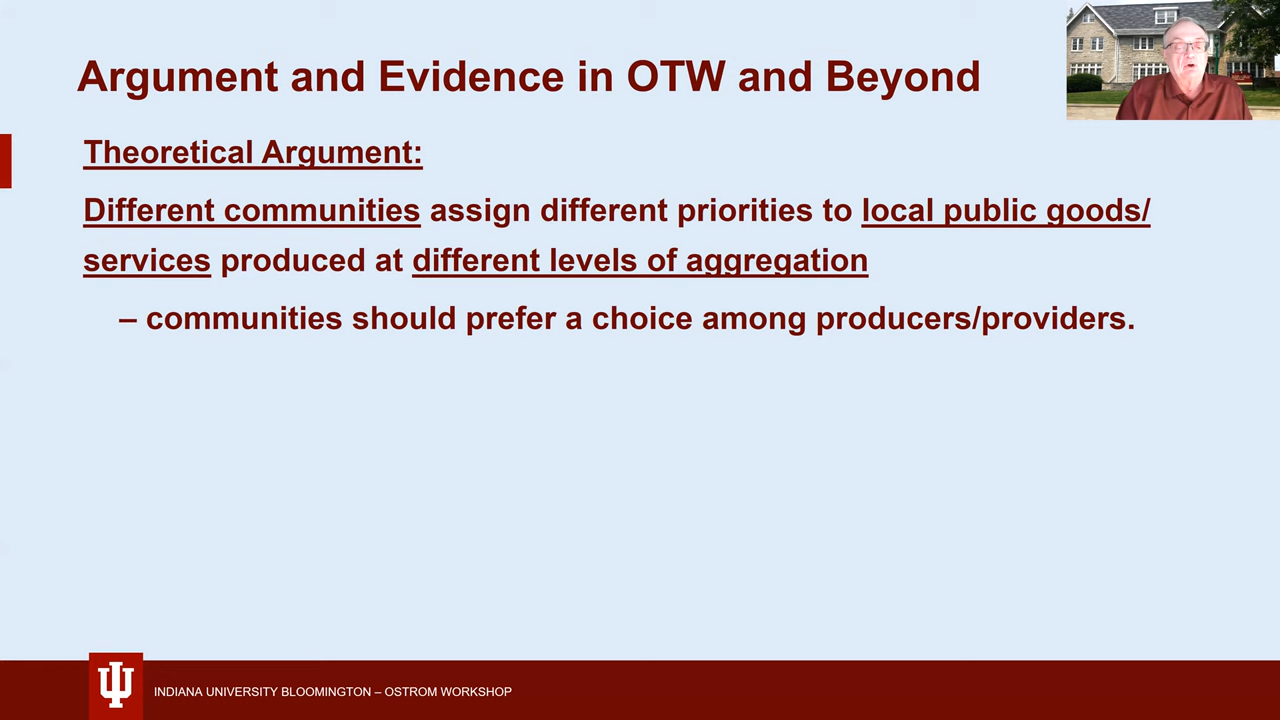 Argument and Evidence in OTW and Beyond
Theoretical Argument:
Different communities assign different priorities to local public goods/
services produced at different levels of aggregation
– communities should prefer a choice among producers/providers.
INDIANA UNIVERSITY BLOOMINGTON – OSTROM WORKSHOP